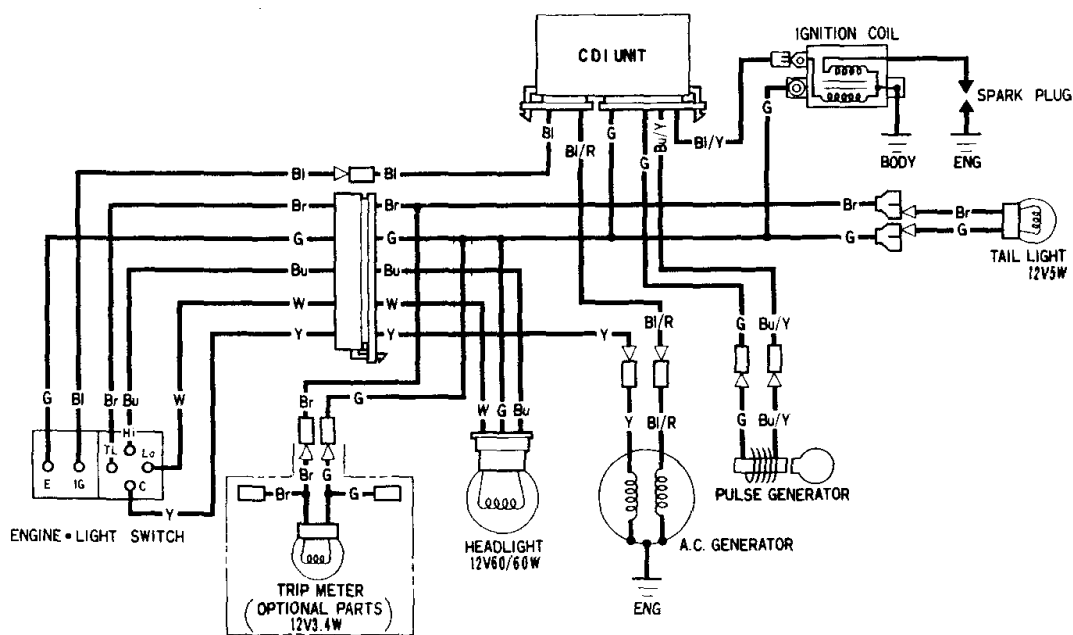 CDI UNIT
IGNITION COIL
SPARK PLUG
BODY
ENG
Bl
Bl/R
G
G
Bu/Y
Bl/Y
G
Bl
Bl
Br
Br
Br
Br
G
G
G
G
TAIL LIGHT
12V5W
Bu
Bu
W
W
Y
Y
Y
Bl/R
G
Bu/Y
G
Bl
Br
Bu
W
Br
G
W
G
Bu
Y
Bl/R
G
Bu/Y
Hi
TL
Lo
E
IG
C
Y
Br
G
Br
G
PULSE GENERATOR
ENGINE•LIGHT SWITCH
HEADLIGHT
12V60/60W
A.C. GENERATOR
TRIP METER
(OPTIONAL PARTS)
12V3.4W
ENG